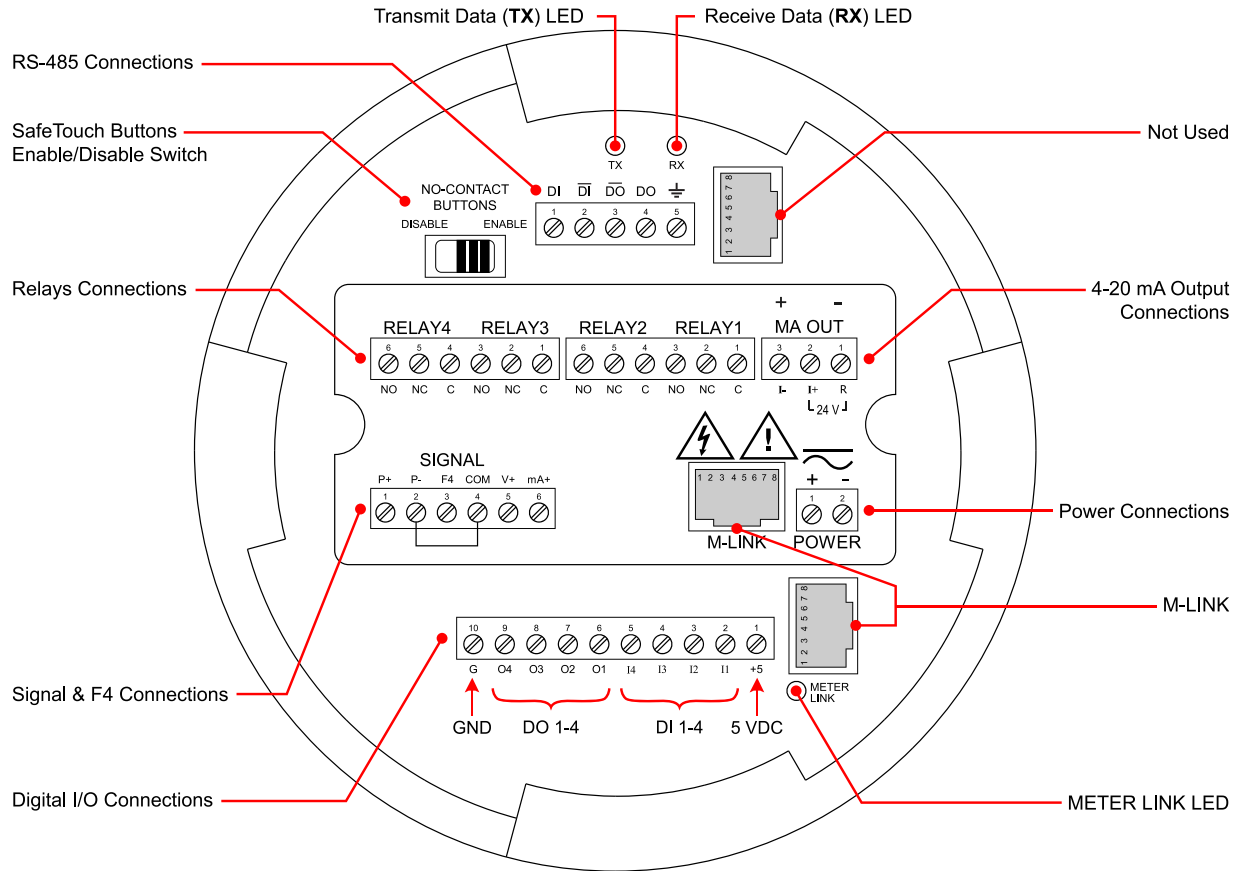 Transmit Data (TX) LED
Receive Data (RX) LED
RS-485 Connections
SafeTouch Buttons
Enable/Disable Switch
Not Used
TX
RX
NO-CONTACT
BUTTONS
DISABLE
ENABLE
DI D̅I̅ D̅O̅ DO
1 2 3 4 5
1 2 3 4 5 6 7 8
Relays Connections
4-20 mA Output
Connections
+ -
RELAY4 RELAY3 RELAY2 RELAY1 MA OUT
6 5 4 3 2 1
6 5 4 3 2 1
3 2 1
NO NC C NO NC C
NO NC C NO NC C
I- I+ R
24 V
SIGNAL
P+ P- F4 COM V+ mA+
1 2 3 4 5 6
1 2 3 4 5 6 7 8
M-LINK
!
+ -
1 2
POWER
Power Connections
M-LINK
1 2 3 4 5 6 7 8
10 9 8 7 6 5 4 3 2 1
G O4 O3 O2 O1 I4 I3 I2 I1 +5
GND DO 1-4 DI 1-4 5 VDC
METER
LINK
Signal & F4 Connections
Digital I/O Connections
METER LINK LED